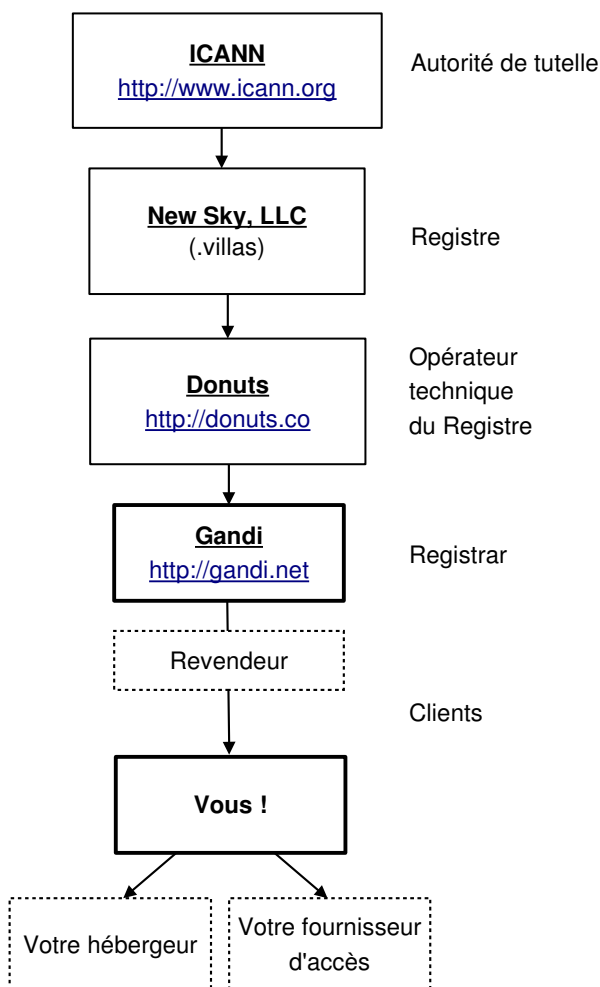 ICANN
http://www.icann.org
Autorité de tutelle
New Sky, LLC
(.villas)
Registre
Donuts
http://donuts.co
Opérateur
technique
du Registre
Gandi
http://gandi.net
Registrar
Revendeur
Clients
Vous !
Votre hébergeur
Votre fournisseur
d'accès